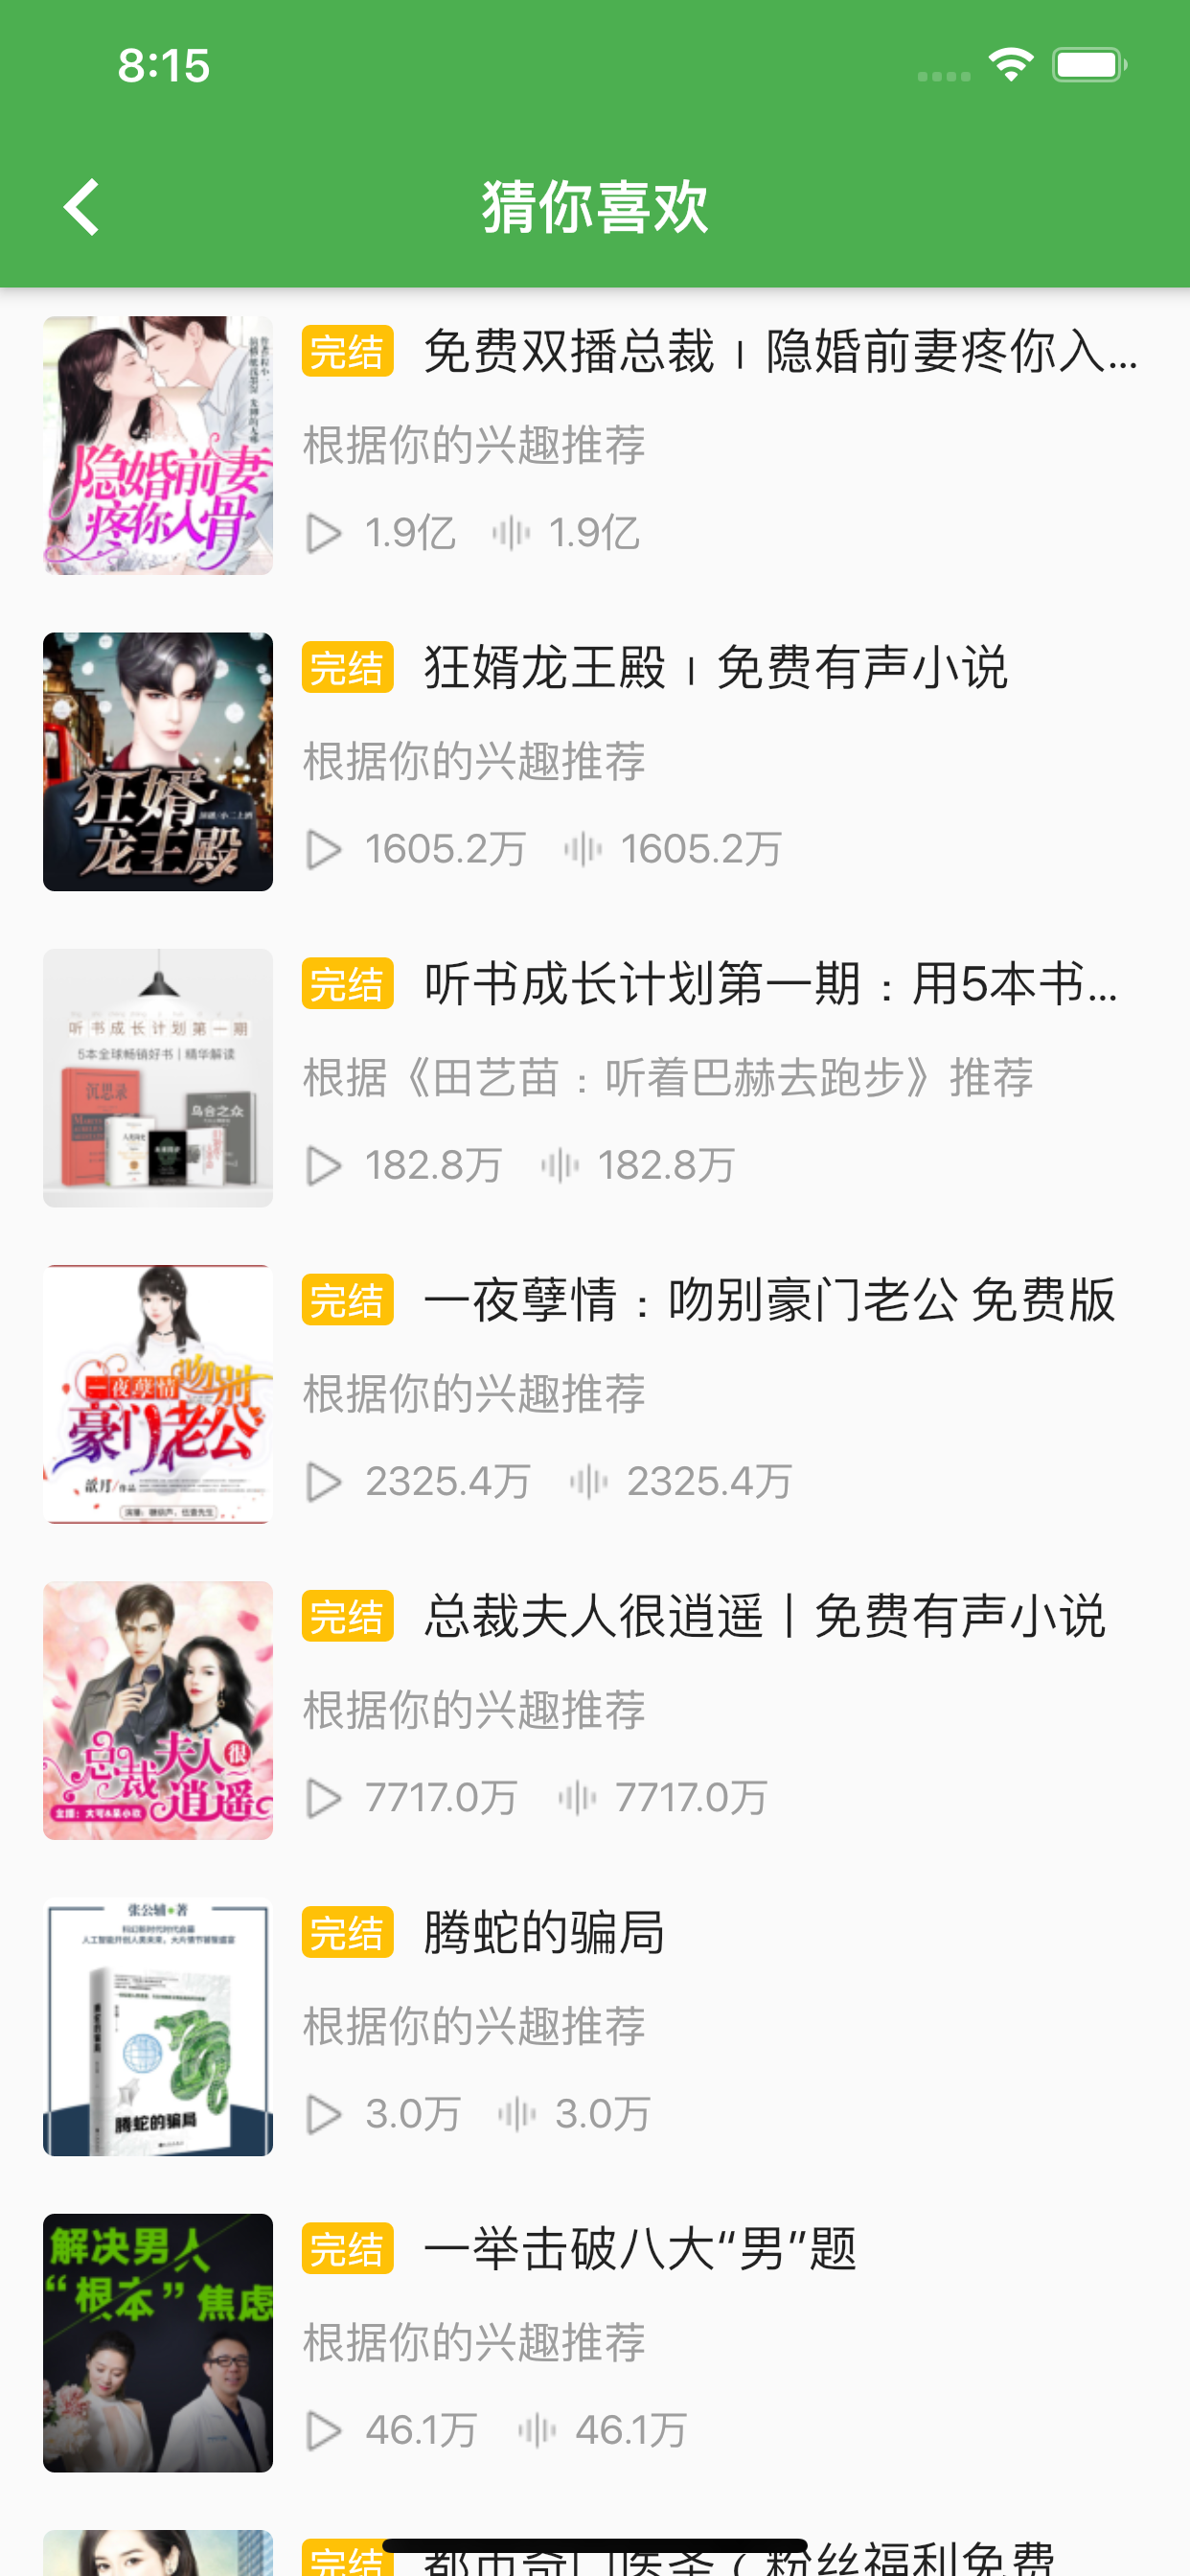 8:15
猜你喜欢
隐婚前妻
疼你入骨
完结 免费双播总裁 | 隐婚前妻疼你入...
根据你的兴趣推荐
1.9亿 1.9亿
狂婿
龙王殿
完结 狂婿龙王殿 | 免费有声小说
根据你的兴趣推荐
1605.2万 1605.2万
听书成长计划第一期
5本全球畅销好书 | 精华解读
沉思录
乌合之众
完结 听书成长计划第一期：用5本书...
根据《田艺苗：听着巴赫去跑步》推荐
182.8万 182.8万
一夜孽情 吻别
豪门老公
歆月/作品
完结 一夜孽情：吻别豪门老公 免费版
根据你的兴趣推荐
2325.4万 2325.4万
总裁夫人很
逍遥
完结 总裁夫人很逍遥丨免费有声小说
根据你的兴趣推荐
7717.0万 7717.0万
张公辅●著
腾蛇的骗局
完结 腾蛇的骗局
根据你的兴趣推荐
3.0万 3.0万
解决男人
“根本”焦虑
完结 一举击破八大“男”题
根据你的兴趣推荐
46.1万 46.1万
完结 都市奇门医圣（粉丝福利免费